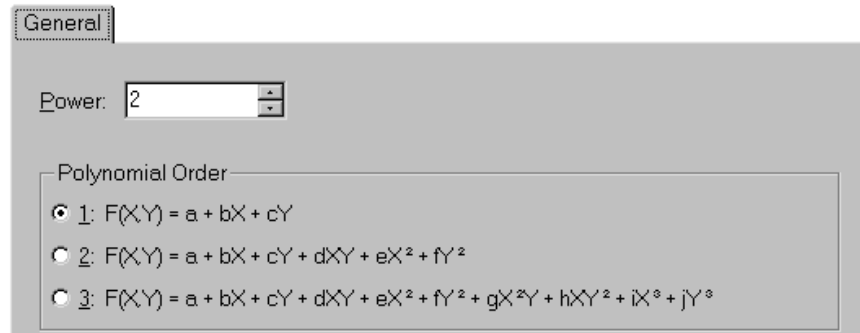 General
Power: 2
Polynomial Order
1: F(X,Y) = a + bX + cY
2: F(X,Y) = a + bX + cY + dXY + eX² + fY²
3: F(X,Y) = a + bX + cY + dXY + eX² + fY² + gX²Y + hXY² + iX³ + jY³